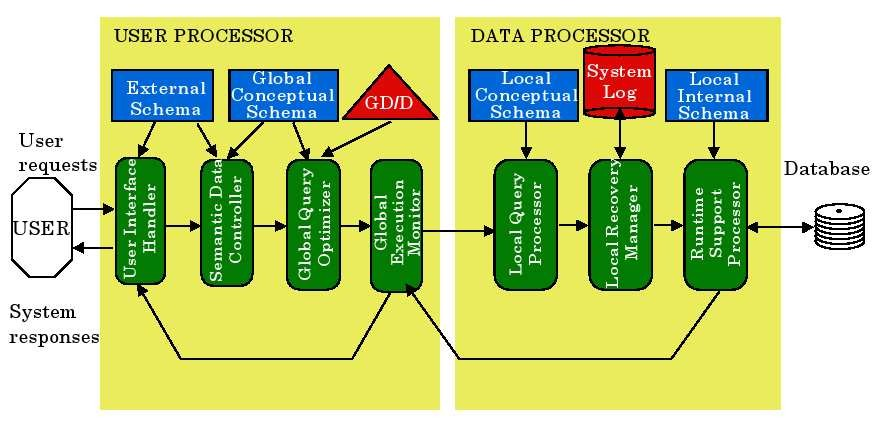 USER PROCESSOR
DATA PROCESSOR
External
Schema
Global
Conceptual
Schema
GD/D
Local
Conceptual
Schema
System
Log
Local
Internal
Schema
User
requests
USER
System
responses
User Interface
Handler
Semantic Data
Controller
Global Query
Optimizer
Global
Execution
Monitor
Local Query
Processor
Local Recovery
Manager
Runtime
Support
Processor
Database